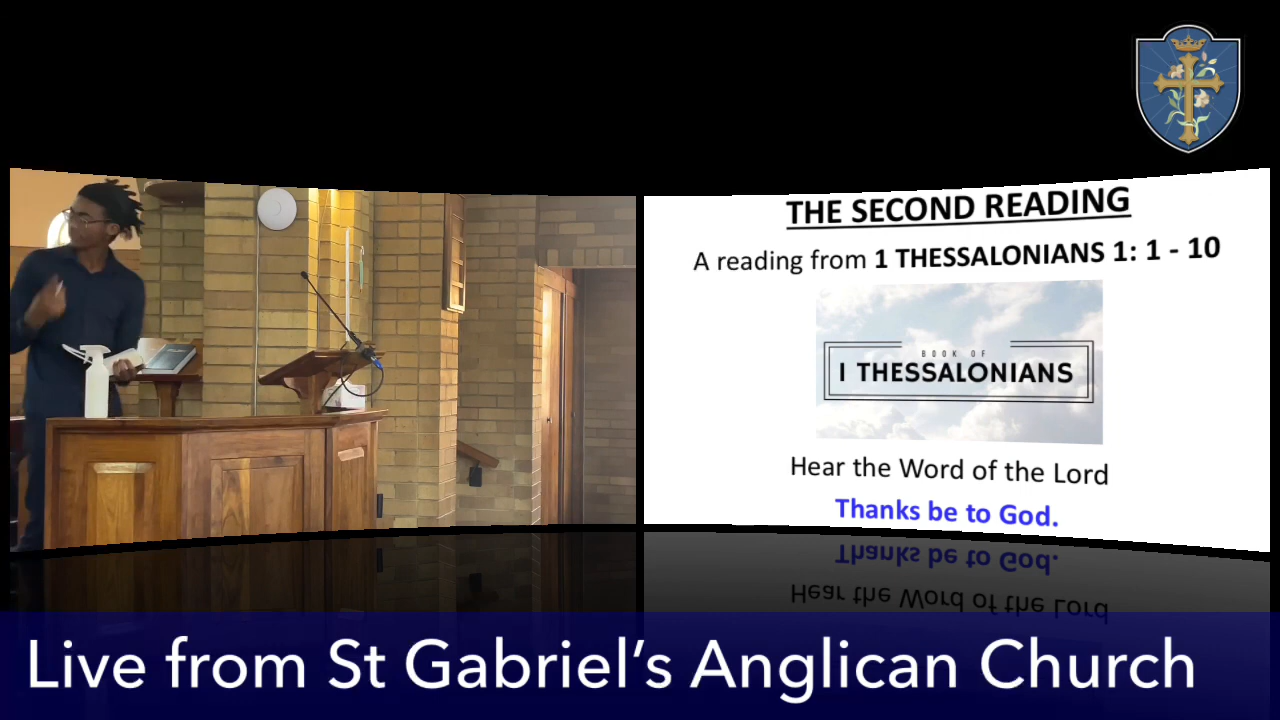 THE SECOND READING
A reading from 1 THESSALONIANS 1: 1 - 10
BOOK OF
I THESSALONIANS
Hear the Word of the Lord
Thanks be to God.
Live from St Gabriel’s Anglican Church